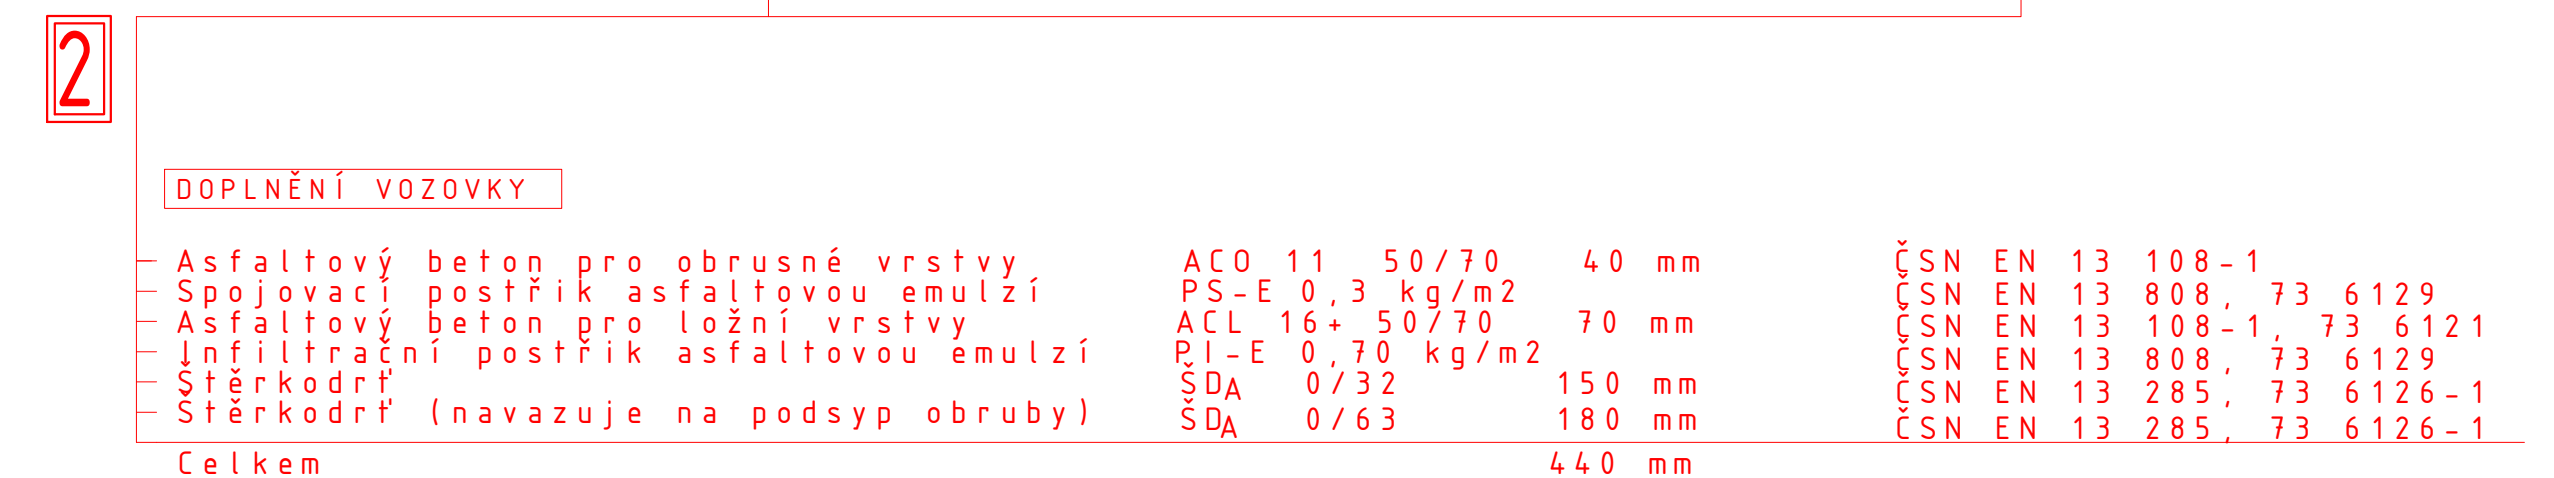 2
DOPLNĚNÍ VOZOVKY
Asfaltový beton pro obrusné vrstvy ACO 11 50/70 40 mm ČSN EN 13 108-1
Spojovací postřik asfaltovou emulzí PS-E 0,3 kg/m2 ČSN EN 13 808, 73 6129
Asfaltový beton pro ložní vrstvy ACL 16+ 50/70 70 mm ČSN EN 13 108-1, 73 6121
Infiltrační postřik asfaltovou emulzí PI-E 0,70 kg/m2 ČSN EN 13 808, 73 6129
Štěrkodrť ŠDA 0/32 150 mm ČSN EN 13 285, 73 6126-1
Štěrkodrť (navazuje na podsyp obruby) ŠDA 0/63 180 mm ČSN EN 13 285, 73 6126-1
Celkem 440 mm